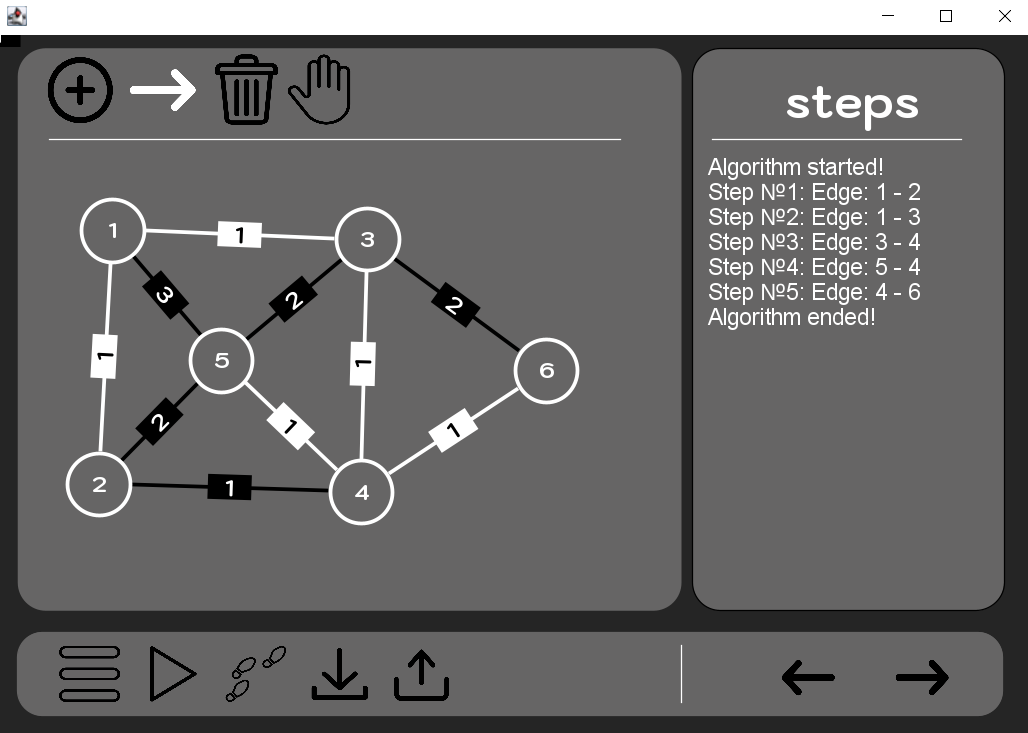 steps
Algorithm started!
Step №1: Edge: 1 - 2
Step №2: Edge: 1 - 3
Step №3: Edge: 3 - 4
Step №4: Edge: 5 - 4
Step №5: Edge: 4 - 6
Algorithm ended!
1
1
3
3
2
2
1
5
1
6
2
1
1
2
1
4